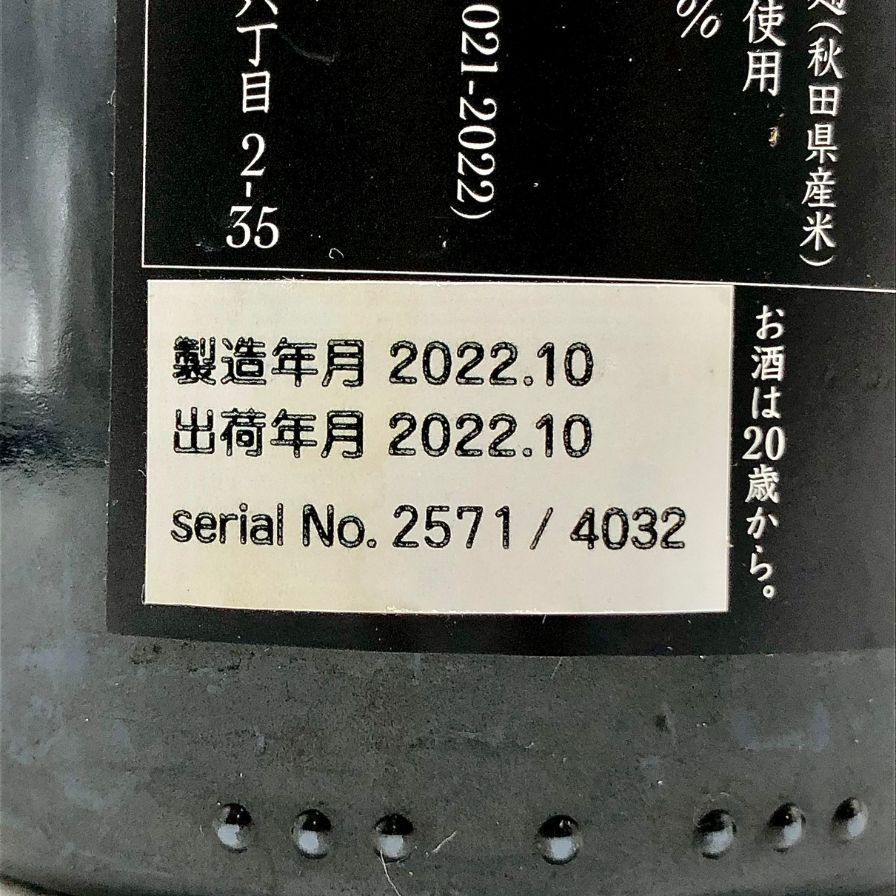 (秋田県産米)
使用
%
021-2022)
丁目 2-35
製造年月 2022.10
出荷年月 2022.10
serial No. 2571 / 4032
お酒は20歳から。